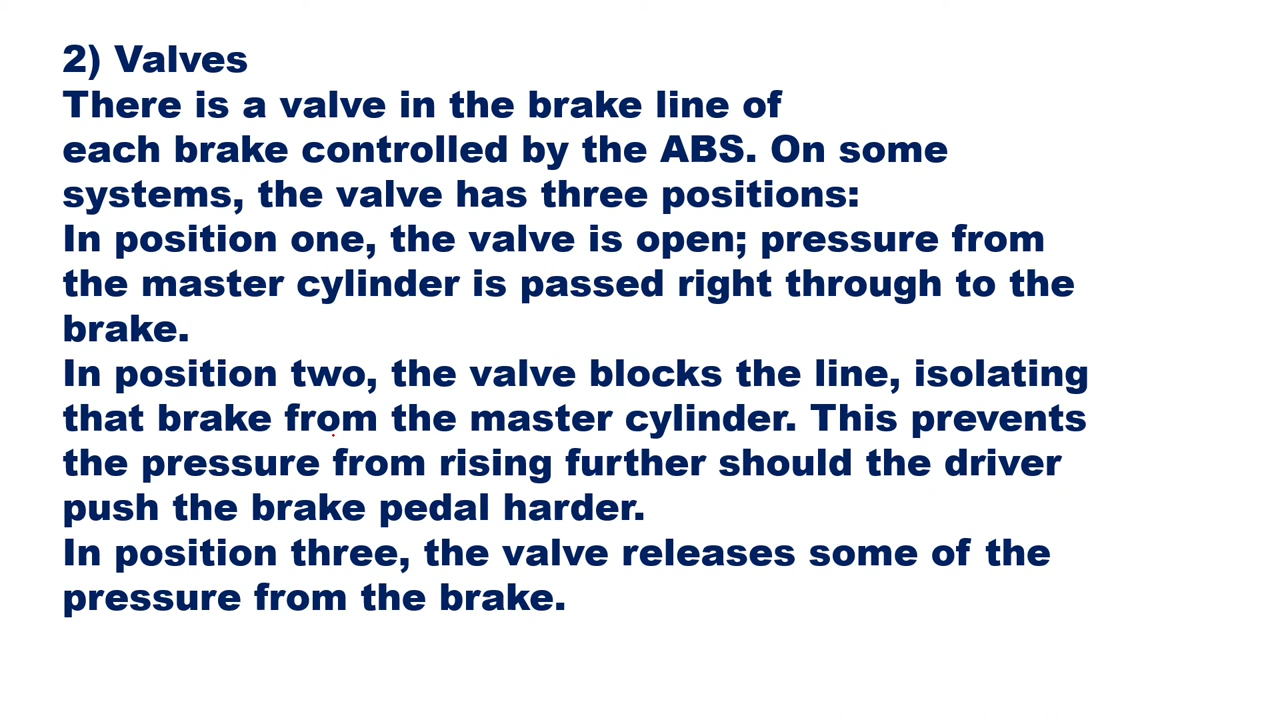 2) Valves
There is a valve in the brake line of
each brake controlled by the ABS. On some
systems, the valve has three positions:
In position one, the valve is open; pressure from
the master cylinder is passed right through to the
brake.
In position two, the valve blocks the line, isolating
that brake from the master cylinder. This prevents
the pressure from rising further should the driver
push the brake pedal harder.
In position three, the valve releases some of the
pressure from the brake.